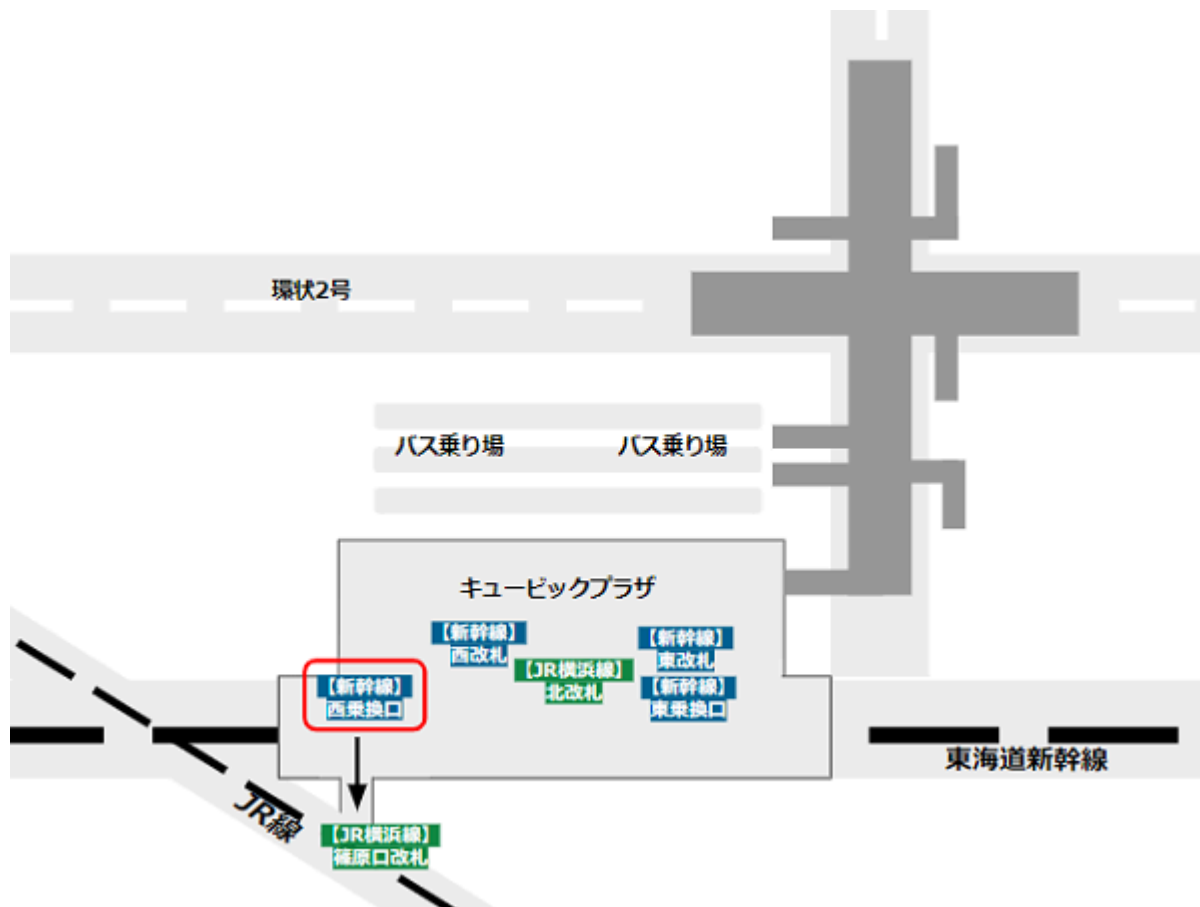 環状2号
バス乗り場
バス乗り場
キュービックプラザ
【新幹線】
西改札
【新幹線】
東改札
【JR横浜線】
北改札
【新幹線】
西乗換口
【新幹線】
東乗換口
東海道新幹線
JR線
【JR横浜線】
篠原口改札